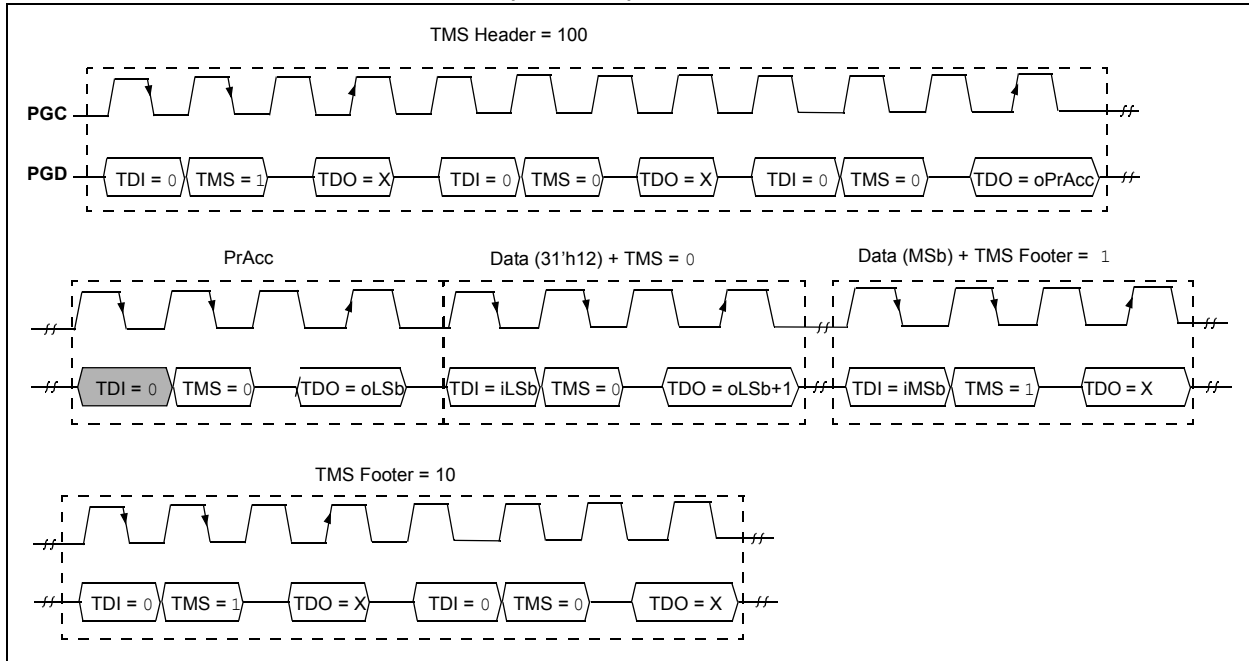 TMS Header = 100
PGC
PGD TDI = 0 TMS = 1 TDO = X TDI = 0 TMS = 0 TDO = X TDI = 0 TMS = 0 TDO = oPrAcc
PrAcc Data (31'h12) + TMS = 0 Data (MSb) + TMS Footer = 1
TDI = 0 TMS = 0 TDO = oLSb TDI = iLSb TMS = 0 TDO = oLSb+1 TDI = iMSb TMS = 1 TDO = X
TMS Footer = 10
TDI = 0 TMS = 1 TDO = X TDI = 0 TMS = 0 TDO = X